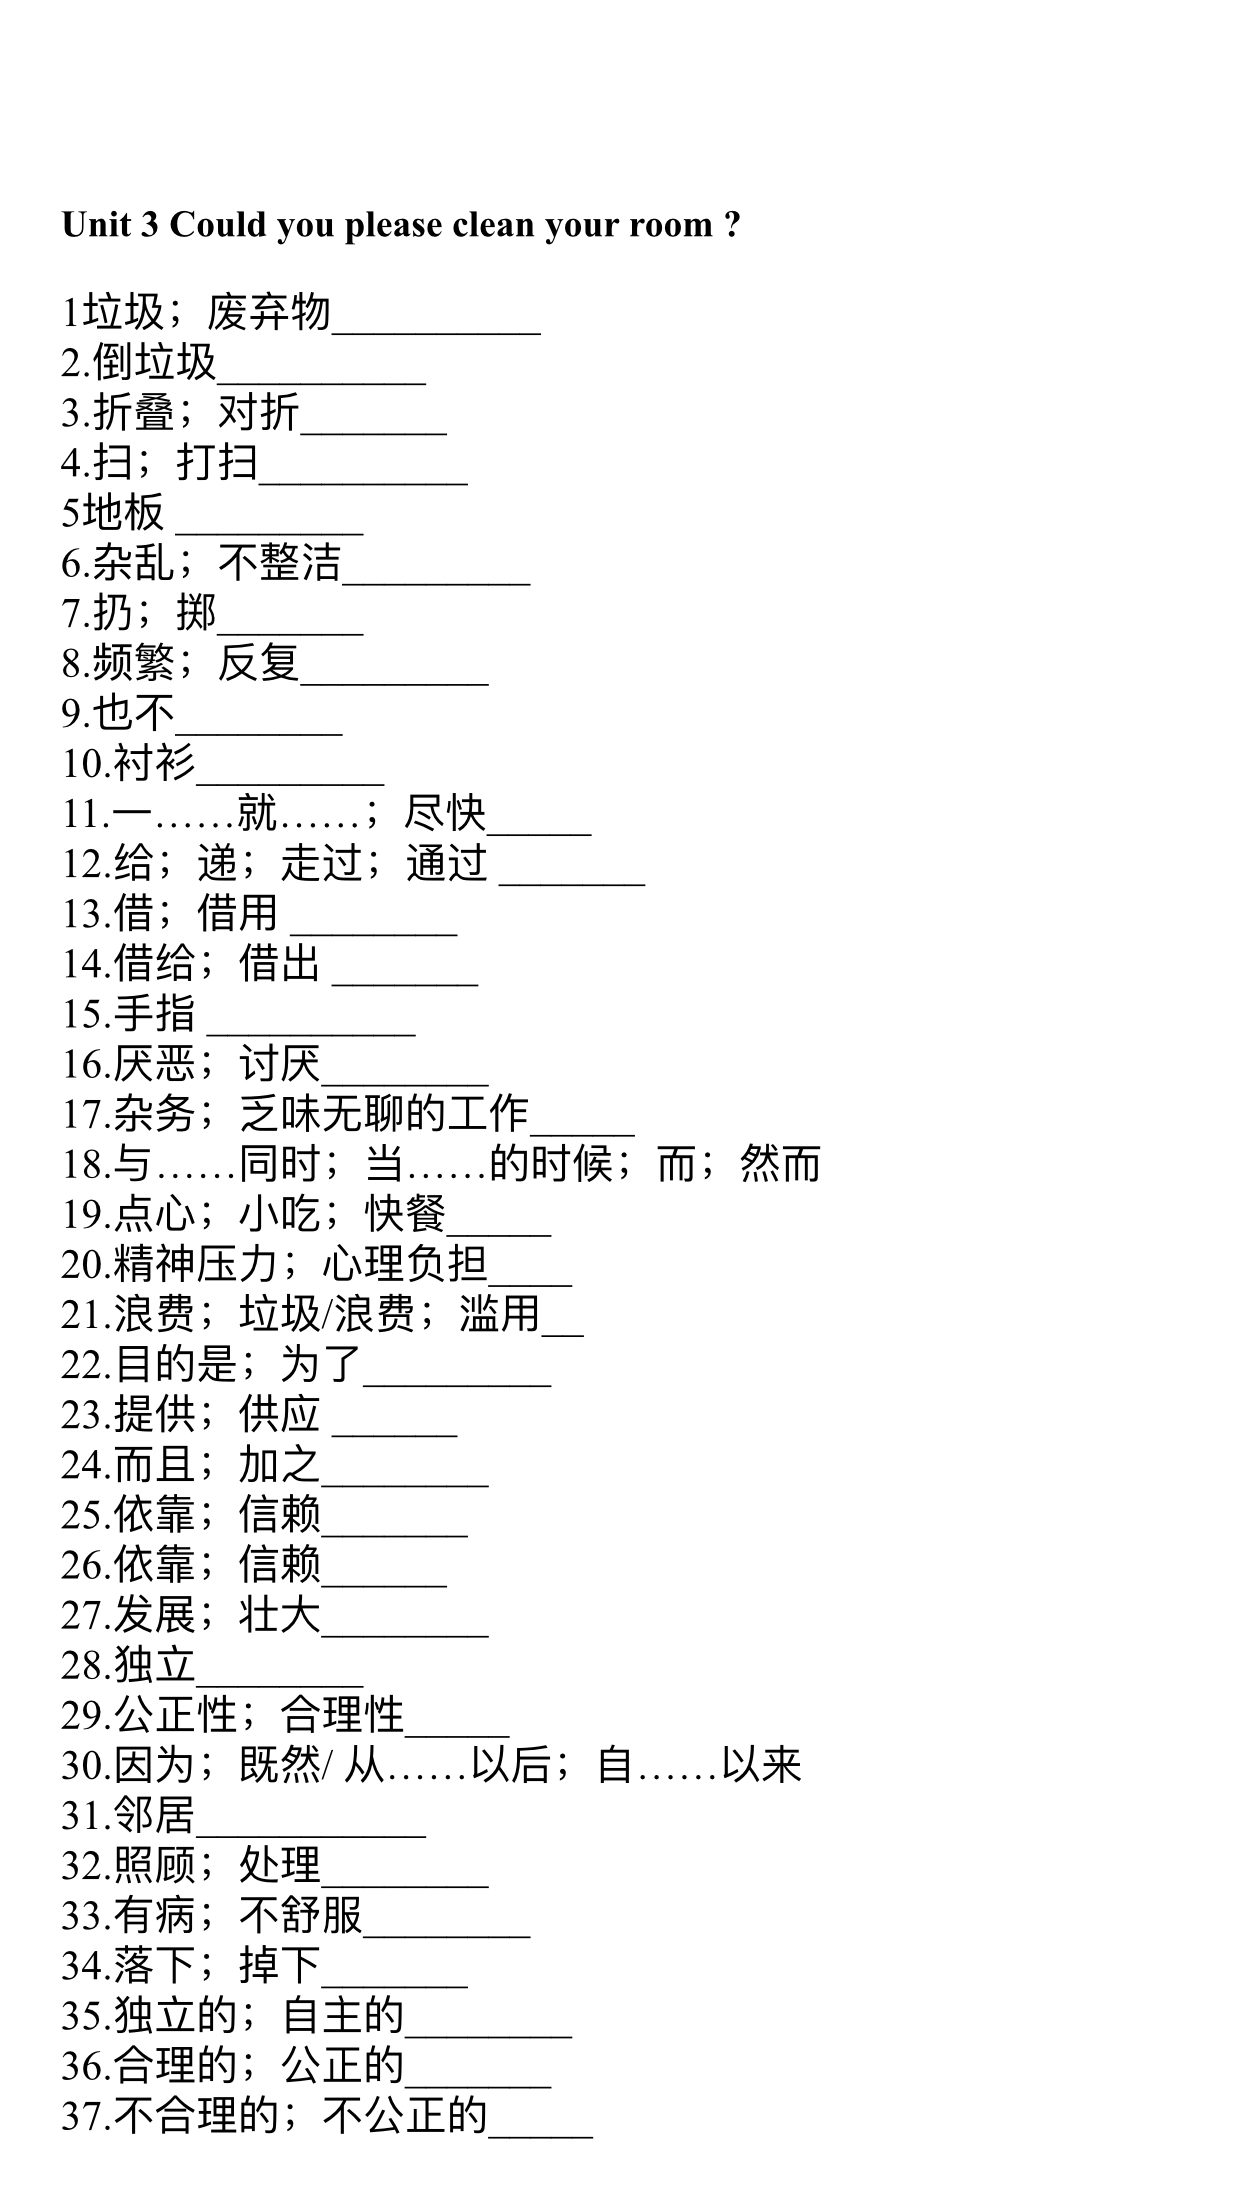 Unit 3 Could you please clean your room ?
1垃圾；废弃物__________
2.倒垃圾__________
3.折叠；对折_______
4.扫；打扫__________
5地板 _________
6.杂乱；不整洁_________
7.扔；掷_______
8.频繁；反复_________
9.也不________
10.衬衫_________
11.一……就……；尽快_____
12.给；递；走过；通过 _______
13.借；借用 ________
14.借给；借出 _______
15.手指 __________
16.厌恶；讨厌________
17.杂务；乏味无聊的工作_____
18.与……同时；当……的时候；而；然而
19.点心；小吃；快餐_____
20.精神压力；心理负担____
21.浪费；垃圾/浪费；滥用__
22.目的是；为了_________
23.提供；供应 ______
24.而且；加之________
25.依靠；信赖_______
26.依靠；信赖______
27.发展；壮大________
28.独立________
29.公正性；合理性_____
30.因为；既然/ 从……以后；自……以来
31.邻居___________
32.照顾；处理________
33.有病；不舒服________
34.落下；掉下_______
35.独立的；自主的________
36.合理的；公正的_______
37.不合理的；不公正的_____